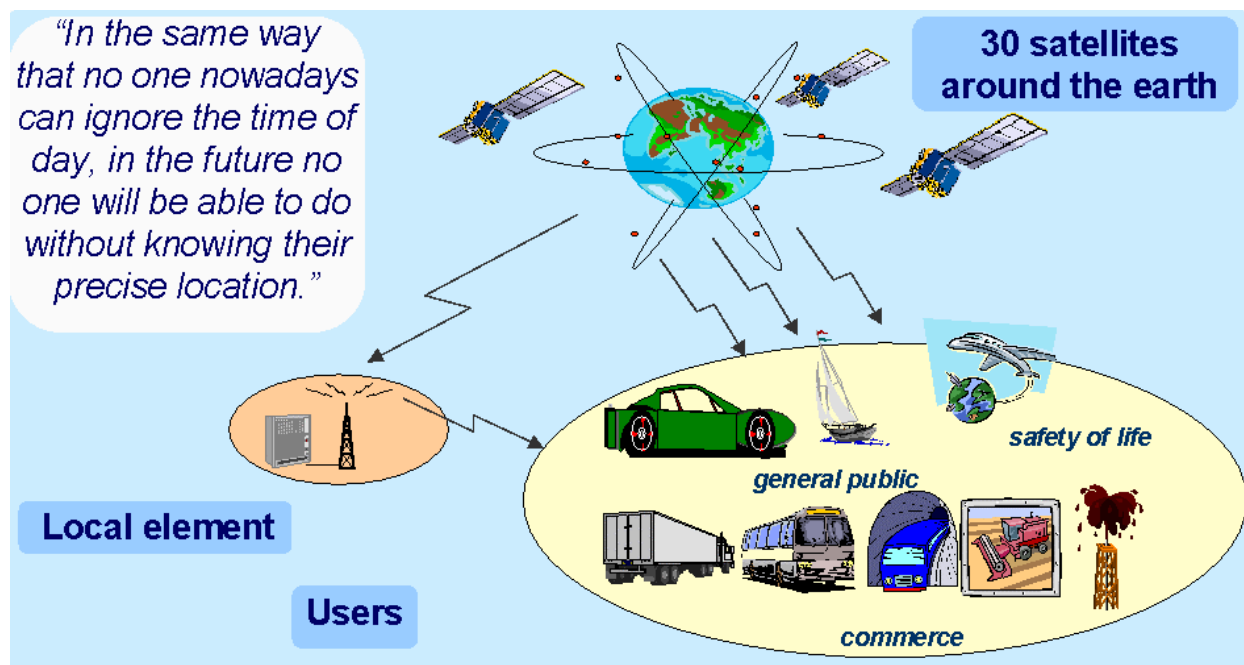 “In the same way
that no one nowadays
can ignore the time of
day, in the future no
one will be able to do
without knowing their
precise location.”
30 satellites
around the earth
safety of life
general public
Local element
Users
commerce